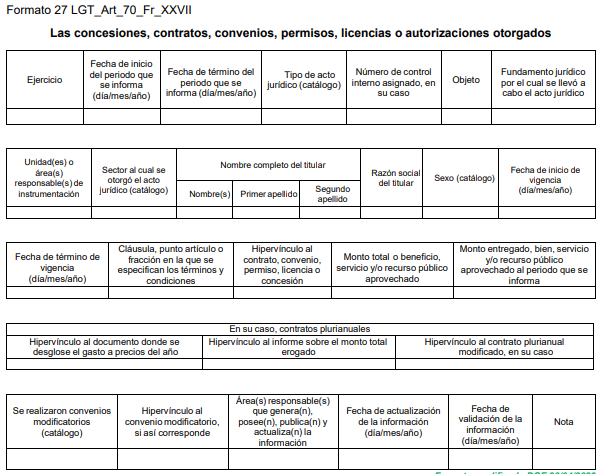 Formato 27 LGT_Art_70_Fr_XXVII
Las concesiones, contratos, convenios, permisos, licencias o autorizaciones otorgados
Ejercicio
Fecha de inicio
del periodo que
se informa
(día/mes/año)
Fecha de término del
periodo que se
informa (día/mes/año)
Tipo de acto
jurídico (catálogo)
Número de control
interno asignado, en
su caso
Objeto
Fundamento jurídico
por el cual se llevó a
cabo el acto jurídico
Unidad(es) o
área(s)
responsable(s) de
instrumentación
Sector al cual se
otorgó el acto
jurídico (catálogo)
Nombre completo del titular
Nombre(s)
Primer apellido
Segundo
apellido
Razón social
del titular
Sexo (catálogo)
Fecha de inicio de
vigencia
(día/mes/año)
Fecha de término de
vigencia
(día/mes/año)
Cláusula, punto artículo o
fracción en la que se
especifican los términos y
condiciones
Hipervínculo al
contrato, convenio,
permiso, licencia o
concesión
Monto total o beneficio,
servicio y/o recurso público
aprovechado
Monto entregado, bien, servicio
y/o recurso público
aprovechado al periodo que se
informa
En su caso, contratos plurianuales
Hipervínculo al documento donde se
desglose el gasto a precios del año
Hipervínculo al informe sobre el monto total
erogado
Hipervínculo al contrato plurianual
modificado, en su caso
Se realizaron convenios
modificatorios
(catálogo)
Hipervínculo al
convenio modificatorio,
si así corresponde
Área(s) responsable(s)
que genera(n),
posee(n), publica(n) y
actualiza(n) la
información
Fecha de actualización
de la información
(día/mes/año)
Fecha de
validación de la
información
(día/mes/año)
Nota